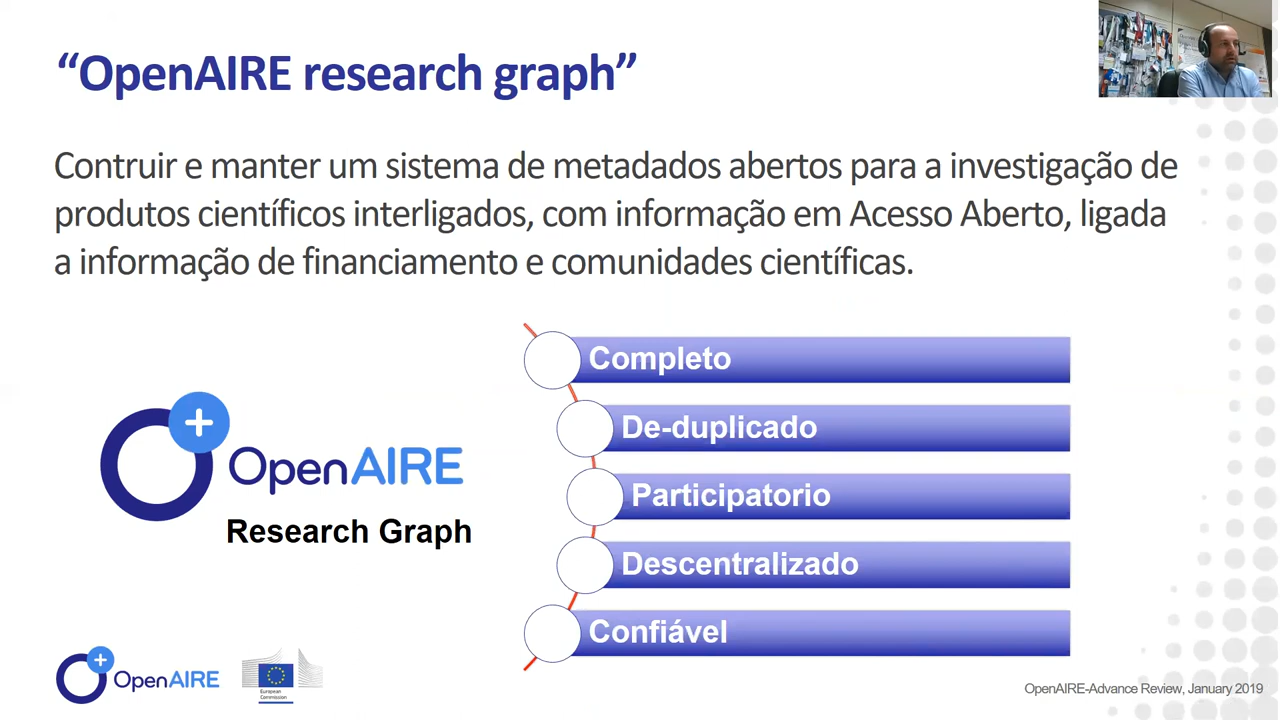 “OpenAIRE research graph”
Contruir e manter um sistema de metadados abertos para a investigação de
produtos científicos interligados, com informação em Acesso Aberto, ligada
a informação de financiamento e comunidades científicas.
Completo
De-duplicado
Participatorio
Descentralizado
Confiável
OpenAIRE
Research Graph
OpenAIRE
European
Commission
OpenAIRE-Advance Review, January 2019